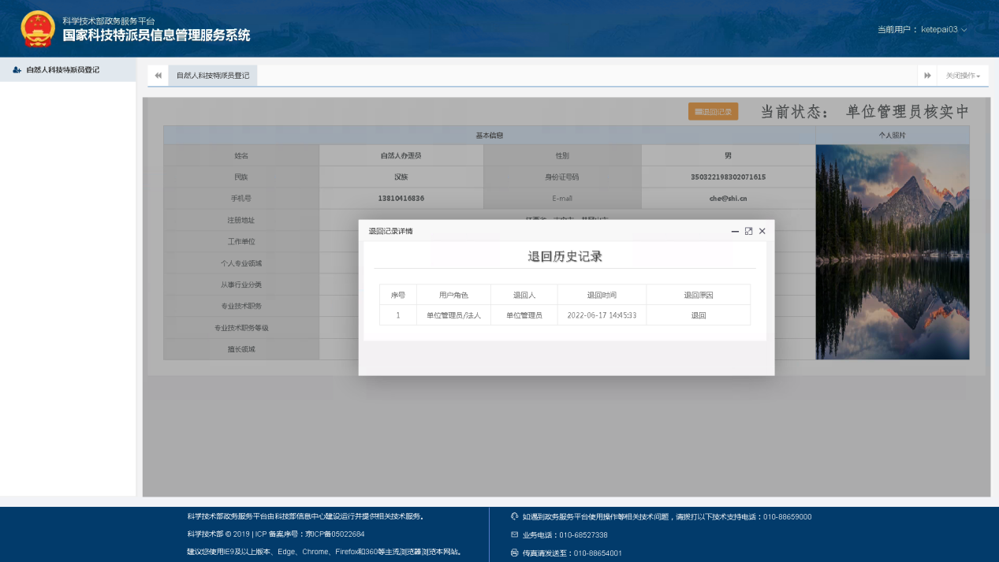 科学技术部政务服务平台
国家科技特派员信息管理服务系统
当前用户： ketepai03
自然人科技特派员登记
自然人科技特派员登记
关闭操作
退回记录
当前状态： 单位管理员核实中
基本信息 个人照片
姓名 自然人办理员 性别 男
民族 汉族 身份证号码 350322198302071615
手机号 13810416836 E-mail che@shi.cn
注册地址
工作单位
个人专业领域
从事行业分类
专业技术职务
专业技术职务等级
擅长领域
退回记录详情
退回历史记录
序号 用户角色 退回人 退回时间 退回原因
1 单位管理员/法人 单位管理员 2022-06-17 14:45:33 退回
科学技术部政务服务平台由科技部信息中心建设运行并提供相关技术服务。
科学技术部 © 2019 | ICP 备案序号：京ICP备05022684
建议您使用IE9及以上版本、Edge、Chrome、Firefox和360等主流浏览器浏览本网站。
如遇到政务服务平台使用操作等相关技术问题，请拨打以下技术支持电话：010-88659000
业务电话：010-68527338
传真请发送至：010-88654001